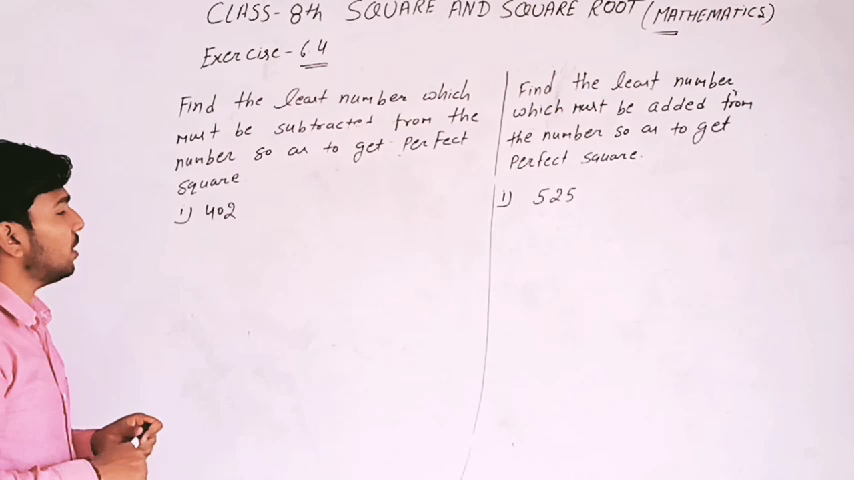 CLASS-8th SQUARE AND SQUARE ROOT (MATHEMATICS)
Exercise-6.4
Find the least number which
must be subtracted from the
number so as to get perfect
square
1) 402
Find the least number
which must be added from
the number so as to get
Perfect square.
1) 525